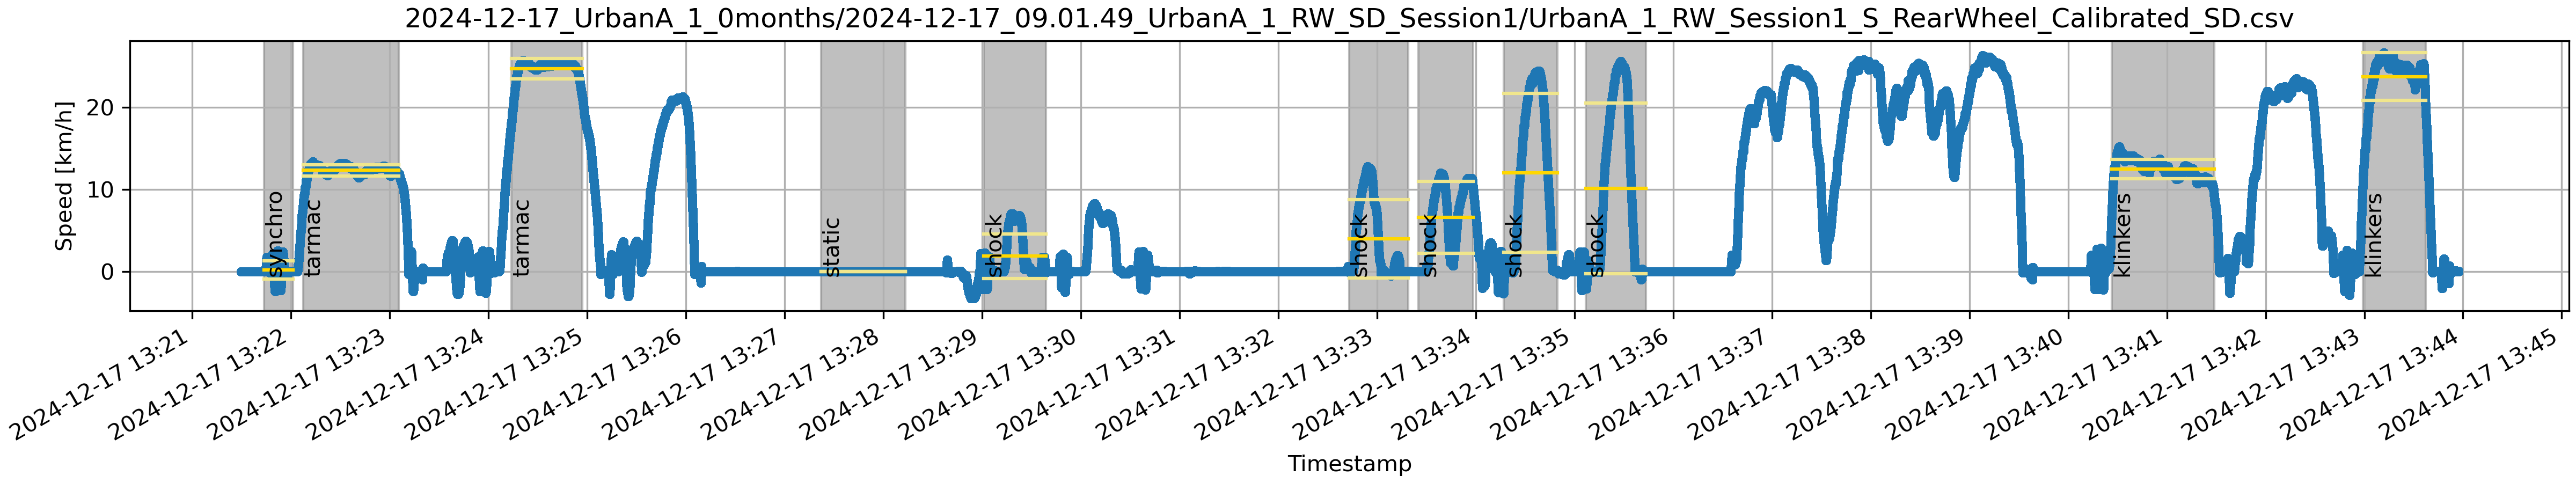 2024-12-17_UrbanA_1_0months/2024-12-17_09.01.49_UrbanA_1_RW_SD_Session1/UrbanA_1_RW_Session1_S_RearWheel_Calibrated_SD.csv
Speed [km/h]
20
10
0
synchro
tarmac
tarmac
static
shock
shock
shock
shock
shock
klinkers
klinkers
2024-12-17 13:21
2024-12-17 13:22
2024-12-17 13:23
2024-12-17 13:24
2024-12-17 13:25
2024-12-17 13:26
2024-12-17 13:27
2024-12-17 13:28
2024-12-17 13:29
2024-12-17 13:30
2024-12-17 13:31
2024-12-17 13:32
2024-12-17 13:33
2024-12-17 13:34
2024-12-17 13:35
2024-12-17 13:36
2024-12-17 13:37
2024-12-17 13:38
2024-12-17 13:39
2024-12-17 13:40
2024-12-17 13:41
2024-12-17 13:42
2024-12-17 13:43
2024-12-17 13:44
2024-12-17 13:45
Timestamp